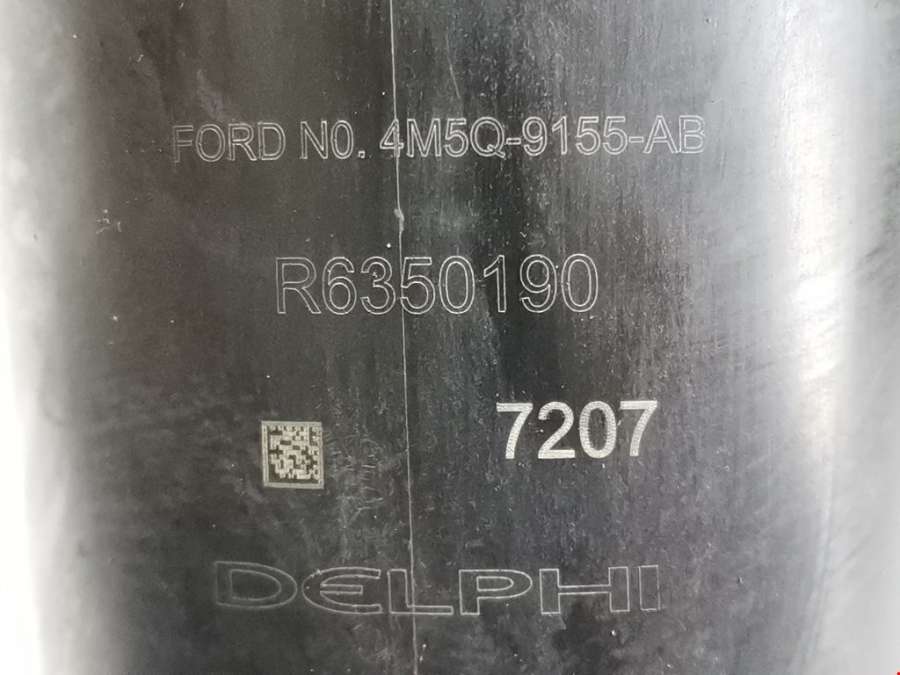 FORD N0. 4M5Q-9155-AB
R6350190
7207
DELPHI